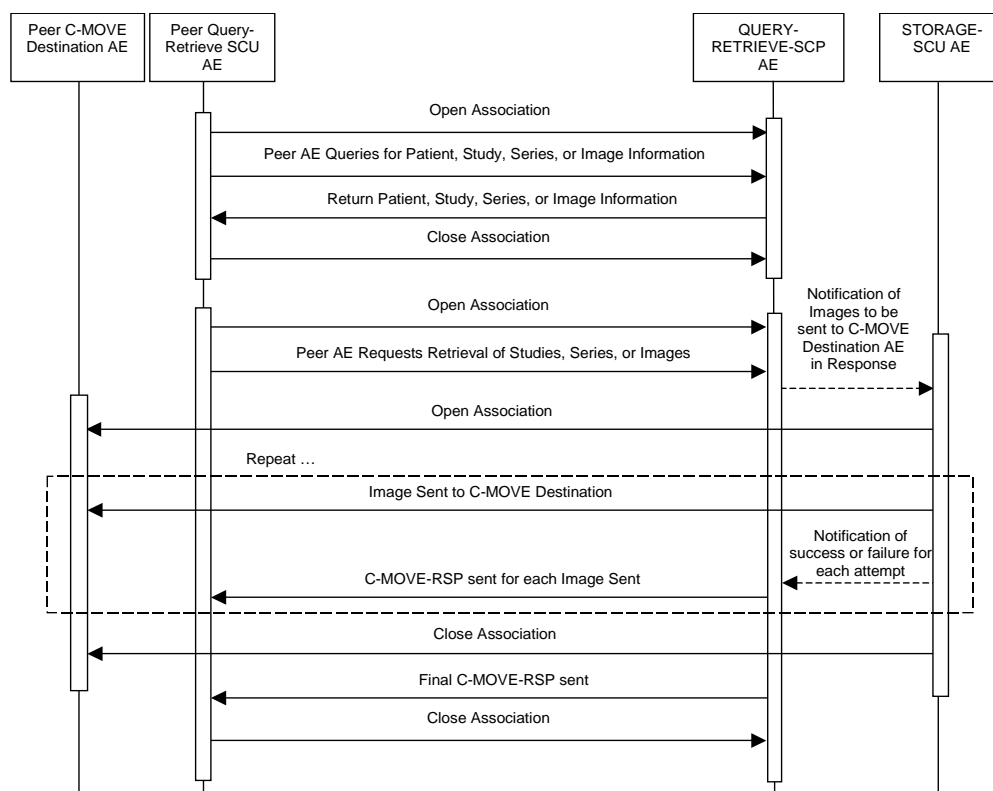 Peer C-MOVE
Destination AE
Peer Query-
Retrieve SCU
AE
QUERY-
RETRIEVE-SCP
AE
STORAGE-
SCU AE
Open Association
Peer AE Queries for Patient, Study, Series, or Image Information
Return Patient, Study, Series, or Image Information
Close Association
Open Association
Notification of
Images to be
sent to C-MOVE
Destination AE
in Response
Peer AE Requests Retrieval of Studies, Series, or Images
Open Association
Repeat …
Image Sent to C-MOVE Destination
Notification of
success or failure for
each attempt
C-MOVE-RSP sent for each Image Sent
Close Association
Final C-MOVE-RSP sent
Close Association